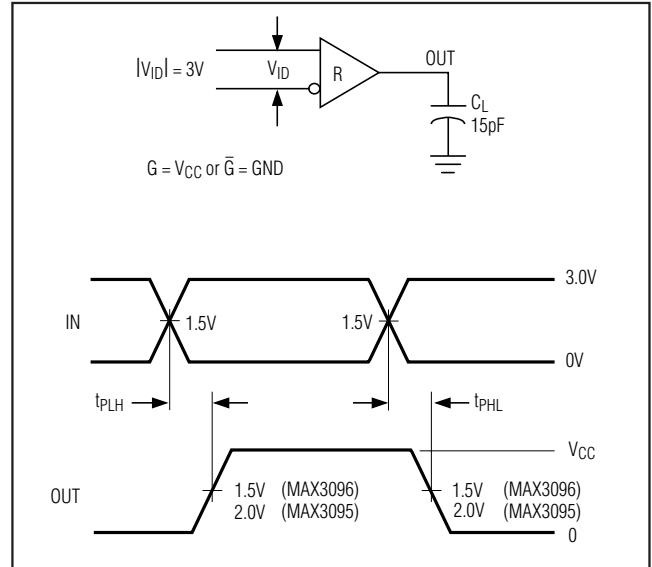 OUT
|V_ID| = 3V
V_ID
R
C_L
15pF
G = V_CC or G̅ = GND
3.0V
IN
1.5V
1.5V
0V
t_PLH
t_PHL
V_CC
OUT
1.5V (MAX3096)
2.0V (MAX3095)
1.5V (MAX3096)
2.0V (MAX3095)
0